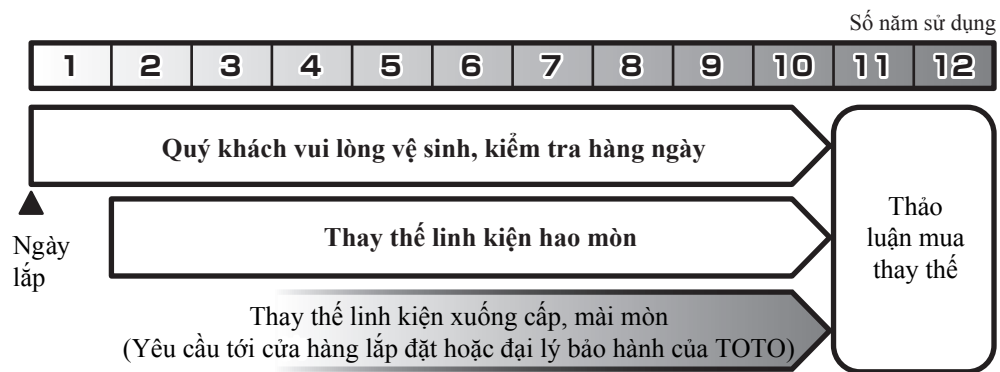 Số năm sử dụng
1 2 3 4 5 6 7 8 9 10 11 12
Quý khách vui lòng vệ sinh, kiểm tra hàng ngày
Ngày
lắp
Thay thế linh kiện hao mòn
Thay thế linh kiện xuống cấp, mài mòn
(Yêu cầu tới cửa hàng lắp đặt hoặc đại lý bảo hành của TOTO)
Thảo
luận mua
thay thế